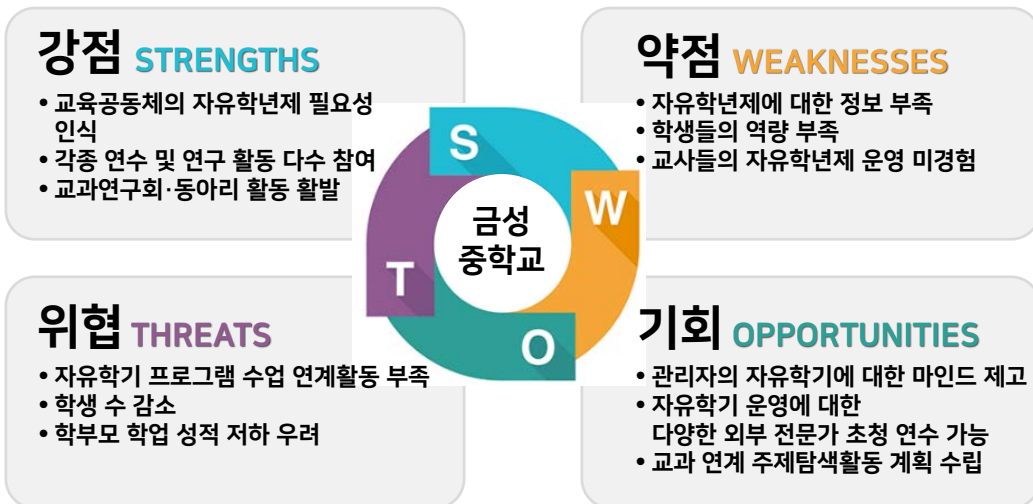 강점 STRENGTHS
• 교육공동체의 자유학년제 필요성
인식
• 각종 연수 및 연구 활동 다수 참여
• 교과연구회·동아리 활동 활발
약점 WEAKNESSES
• 자유학년제에 대한 정보 부족
• 학생들의 역량 부족
• 교사들의 자유학년제 운영 미경험
S
W
금성
중학교
T
O
위협 THREATS
• 자유학기 프로그램 수업 연계활동 부족
• 학생 수 감소
• 학부모 학업 성적 저하 우려
기회 OPPORTUNITIES
• 관리자의 자유학기에 대한 마인드 제고
• 자유학기 운영에 대한
다양한 외부 전문가 초청 연수 가능
• 교과 연계 주제탐색활동 계획 수립